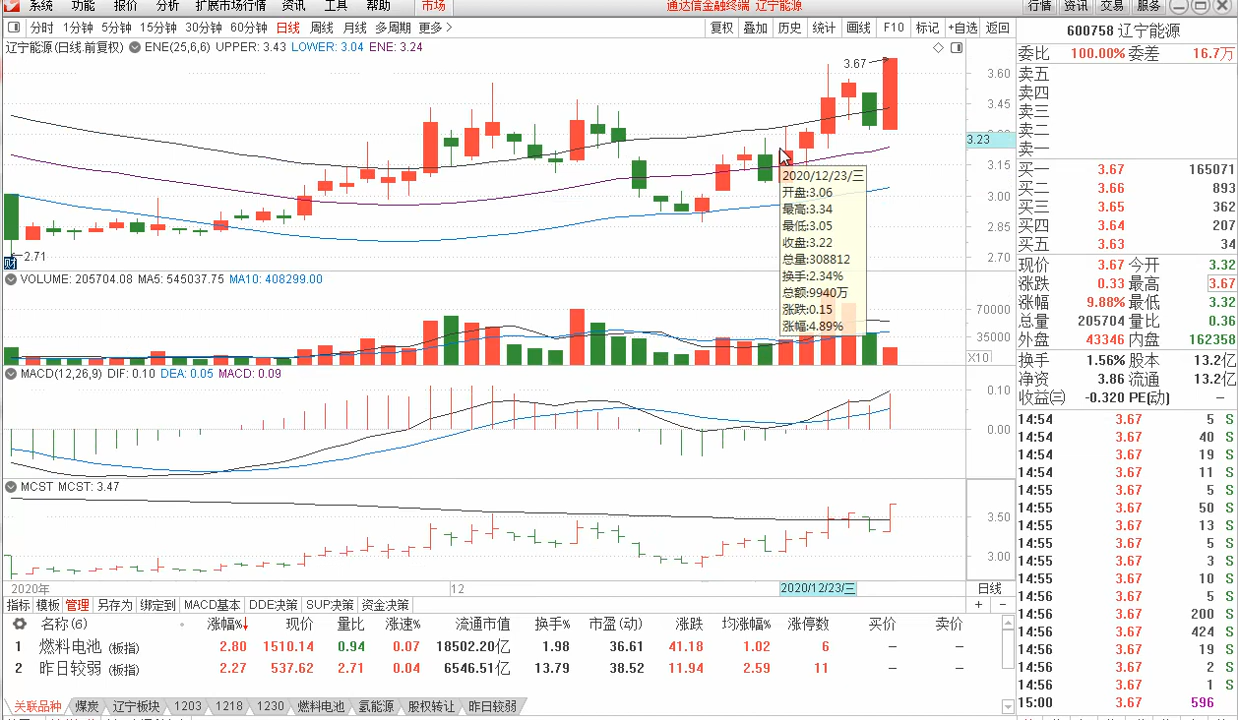 系统 功能 报价 分析 扩展市场行情 资讯 工具 帮助 市场 通达信金融终端 辽宁能源 行情 资讯 交易 服务
分时 1分钟 5分钟 15分钟 30分钟 60分钟 日线 周线 月线 多周期 更多> 复权 叠加 历史 统计 画线 F10 标记 +自选 返回
辽宁能源(日线.前复权) ENE(25,6,6) UPPER: 3.43 LOWER: 3.04 ENE: 3.24
3.67
3.60
3.45
3.23
3.15
3.00
2.85
2.70
2.71
财
2020/12/23/三
开盘:3.06
最高:3.34
最低:3.05
收盘:3.22
总量:308812
换手:2.34%
总额:9940万
涨跌:0.15
涨幅:4.89%
VOLUME: 205704.08 MA5: 545037.75 MA10: 408299.00
70000
35000
X10
MACD(12,26,9) DIF: 0.10 DEA: 0.05 MACD: 0.09
0.10
0.00
MCST MCST: 3.47
3.50
3.00
2020年 12 2020/12/23/三 日线
指标 模板 管理 另存为 绑定到 MACD基本 DDE决策 SUP决策 资金决策 + −
名称(6) 涨幅%↓ 现价 量比 涨速% 流通市值 换手% 市盈(动) 涨跌 均涨幅% 涨停数 买价 卖价
1 燃料电池 (板指) 2.80 1510.14 0.94 0.07 18502.20亿 1.98 36.61 41.18 1.02 6 — —
2 昨日较弱 (板指) 2.27 537.62 2.71 0.04 6546.51亿 13.79 38.52 11.94 2.59 11 — —
关联品种 煤炭 辽宁板块 1203 1218 1230 燃料电池 氢能源 股权转让 昨日较弱
600758 辽宁能源
委比 100.00% 委差 16.7万
卖五
卖四
卖三
卖二
卖一
买一 3.67 165071
买二 3.66 893
买三 3.65 362
买四 3.64 207
买五 3.63 34
现价 3.67 今开 3.32
涨跌 0.33 最高 3.67
涨幅 9.88% 最低 3.32
总量 205704 量比 0.36
外盘 43346 内盘 162358
换手 1.56% 股本 13.2亿
净资 3.86 流通 13.2亿
收益(三) -0.320 PE(动) —
14:54 3.67 5 S
14:54 3.67 40 S
14:54 3.67 19 S
14:54 3.67 11 S
14:55 3.67 5 S
14:55 3.67 50 S
14:55 3.67 13 S
14:55 3.67 5 S
14:55 3.67 3 S
14:55 3.67 10 S
14:56 3.67 5 S
14:56 3.67 200 S
14:56 3.67 424 S
14:56 3.67 19 S
14:56 3.67 2 S
14:56 3.67 1 S
15:00 3.67 596